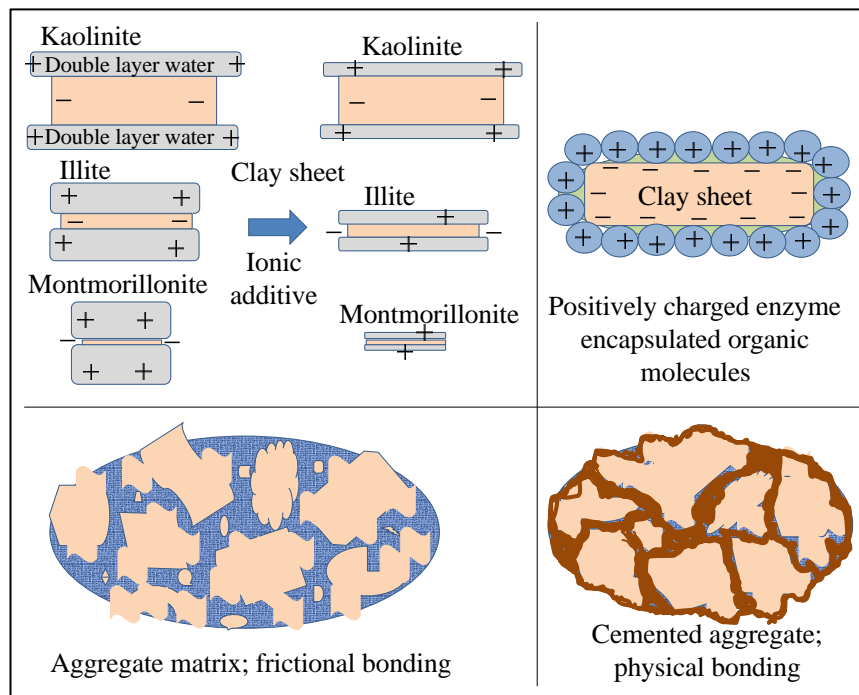 Kaolinite
+ Double layer water +
− −
+ Double layer water +
Illite
+ +
− −
+ +
Montmorillonite
+ +
− −
+ +
Clay sheet
Ionic
additive
Kaolinite
+ +
− −
+ +
Illite
+
− −
+
Montmorillonite
+
+
+ + + + + + + +
− − − − − −
+ − Clay sheet − +
+ − − +
− − − − − −
+ + + + + + + +
Positively charged enzyme
encapsulated organic
molecules
Aggregate matrix; frictional bonding
Cemented aggregate;
physical bonding